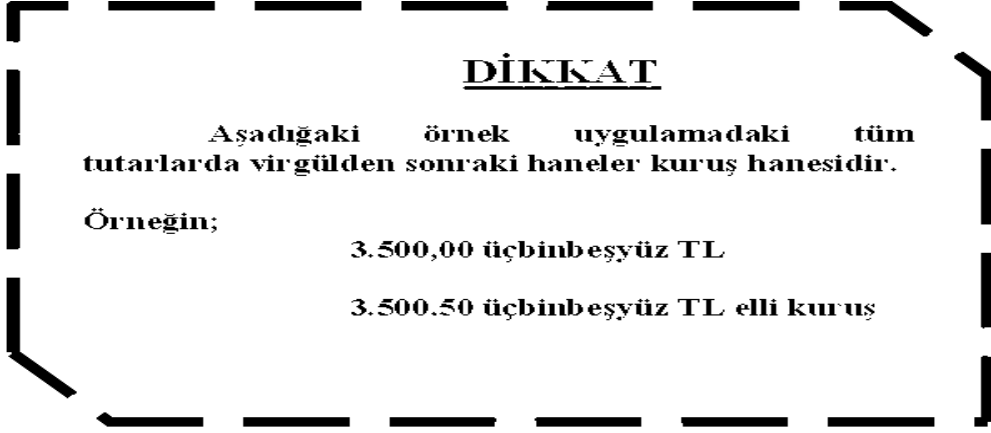 DİKKAT
Aşadığaki örnek uygulamadaki tüm
tutarlarda virgülden sonraki haneler kuruş hanesidir.
Örneğin;
3.500,00 üçbinbeşyüz TL
3.500.50 üçbinbeşyüz TL elli kuruş